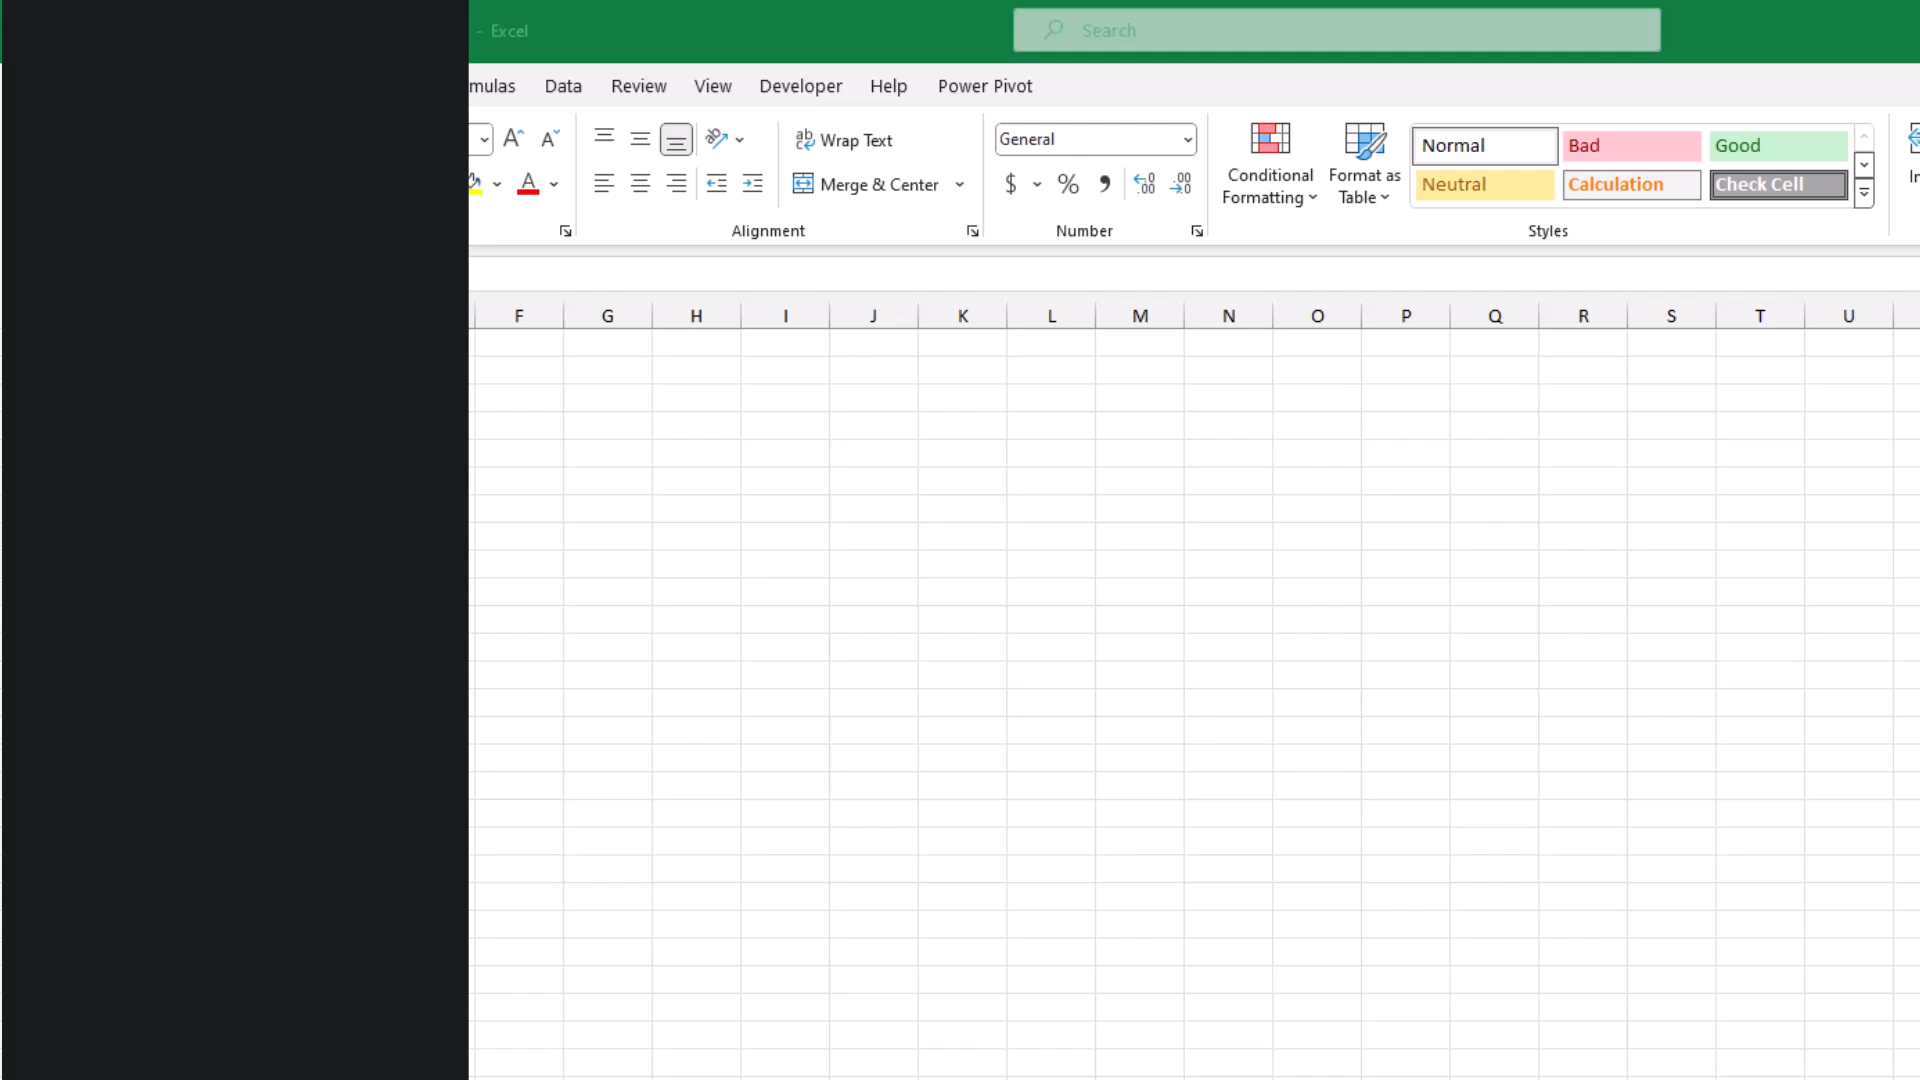 - Excel
Search
mulas Data Review View Developer Help Power Pivot
A A ab Wrap Text General Normal Bad Good
A Merge & Center $ % , Conditional Formatting Format as Table Neutral Calculation Check Cell
Alignment Number Styles
F G H I J K L M N O P Q R S T U